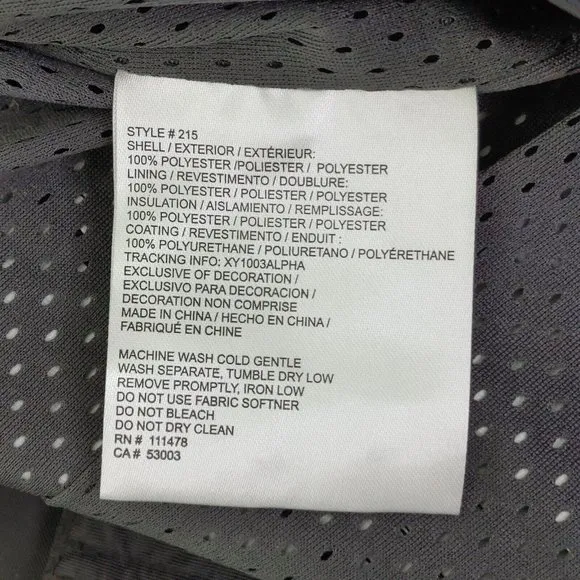 STYLE # 215
SHELL / EXTERIOR / EXTÉRIEUR:
100% POLYESTER /POLIESTER / POLYESTER
LINING / REVESTIMENTO / DOUBLURE:
100% POLYESTER / POLYESTER / POLYESTER
INSULATION / AISLAMIENTO / REMPLISSAGE:
100% POLYESTER / POLYESTER / POLYESTER
COATING / REVESTIMENTO / ENDUIT :
100% POLYURETHANE / POLIURETANO / POLYÉRETHANE
TRACKING INFO: XY1003ALPHA
EXCLUSIVE OF DECORATION /
EXCLUSIVO PARA DECORACION /
DECORATION NON COMPRISE
MADE IN CHINA / HECHO EN CHINA /
FABRIQUÉ EN CHINE
MACHINE WASH COLD GENTLE
WASH SEPARATE, TUMBLE DRY LOW
REMOVE PROMPTLY, IRON LOW
DO NOT USE FABRIC SOFTNER
DO NOT BLEACH
DO NOT DRY CLEAN
RN # 111478
CA # 53003